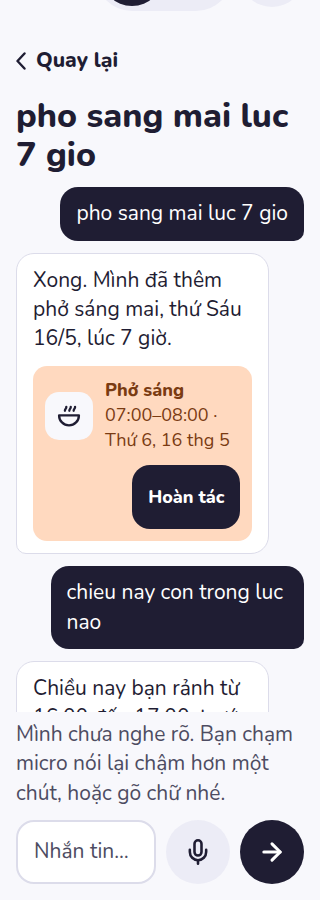 Quay lại
pho sang mai luc
7 gio
pho sang mai luc 7 gio
Xong. Mình đã thêm
phở sáng mai, thứ Sáu
16/5, lúc 7 giờ.
Phở sáng
07:00–08:00 ·
Thứ 6, 16 thg 5
Hoàn tác
chieu nay con trong luc
nao
Chiều nay bạn rảnh từ
Mình chưa nghe rõ. Bạn chạm
micro nói lại chậm hơn một
chút, hoặc gõ chữ nhé.
Nhắn tin...